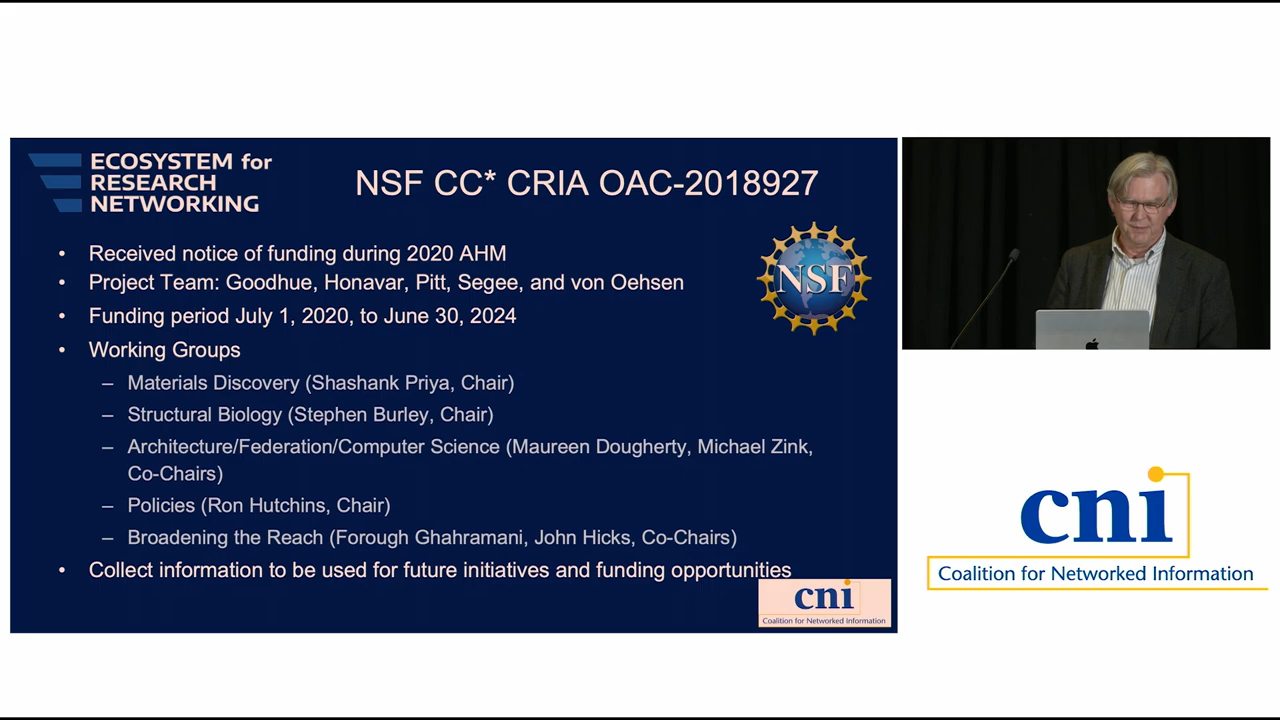 ECOSYSTEM for
RESEARCH
NETWORKING
NSF CC* CRIA OAC-2018927
• Received notice of funding during 2020 AHM
• Project Team: Goodhue, Honavar, Pitt, Segee, and von Oehsen
NSF
• Funding period July 1, 2020, to June 30, 2024
• Working Groups
– Materials Discovery (Shashank Priya, Chair)
– Structural Biology (Stephen Burley, Chair)
– Architecture/Federation/Computer Science (Maureen Dougherty, Michael Zink,
Co-Chairs)
– Policies (Ron Hutchins, Chair)
– Broadening the Reach (Forough Ghahramani, John Hicks, Co-Chairs)
• Collect information to be used for future initiatives and funding opportunities
cni
Coalition for Networked Information
cni
Coalition for Networked Information